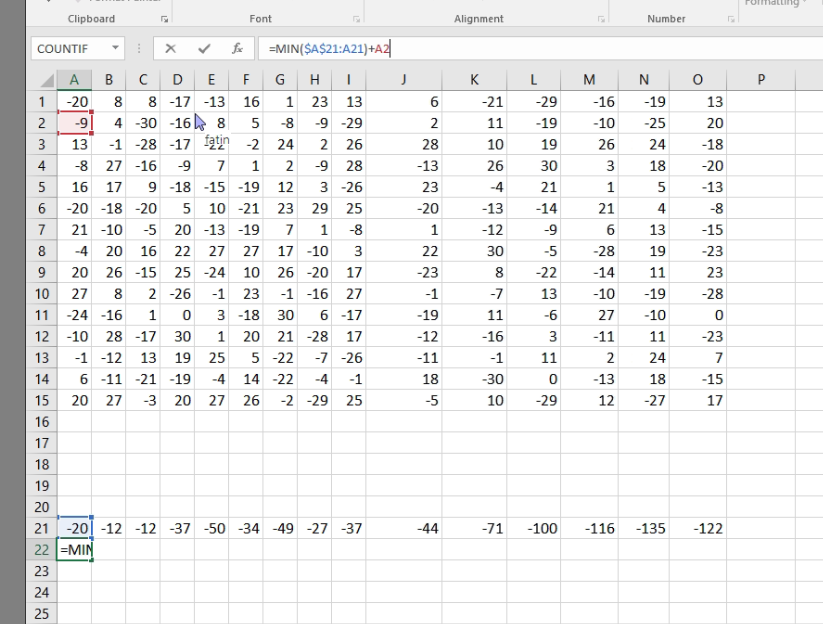 Format Painter
Formatting
Clipboard Font Alignment Number
COUNTIF fx =MIN($A$21:A21)+A2
A B C D E F G H I J K L M N O P
1 -20 8 8 -17 -13 16 1 23 13 6 -21 -29 -16 -19 13
2 -9 4 -30 -16 8 5 -8 -9 -29 2 11 -19 -10 -25 20
fatin
3 13 -1 -28 -17 -22 -2 24 2 26 28 10 19 26 24 -18
4 -8 27 -16 -9 7 1 2 -9 28 -13 26 30 3 18 -20
5 16 17 9 -18 -15 -19 12 3 -26 23 -4 21 1 5 -13
6 -20 -18 -20 5 10 -21 23 29 25 -20 -13 -14 21 4 -8
7 21 -10 -5 20 -13 -19 7 1 -8 1 -12 -9 6 13 -15
8 -4 20 16 22 27 27 17 -10 3 22 30 -5 -28 19 -23
9 20 26 -15 25 -24 10 26 -20 17 -23 8 -22 -14 11 23
10 27 8 2 -26 -1 23 -1 -16 27 -1 -7 13 -10 -19 -28
11 -24 -16 1 0 3 -18 30 6 -17 -19 11 -6 27 -10 0
12 -10 28 -17 30 1 20 21 -28 17 -12 -16 3 -11 11 -23
13 -1 -12 13 19 25 5 -22 -7 -26 -11 -1 11 2 24 7
14 6 -11 -21 -19 -4 14 -22 -4 -1 18 -30 0 -13 18 -15
15 20 27 -3 20 27 26 -2 -29 25 -5 10 -29 12 -27 17
16
17
18
19
20
21 -20 -12 -12 -37 -50 -34 -49 -27 -37 -44 -71 -100 -116 -135 -122
22 =MIN
23
24
25